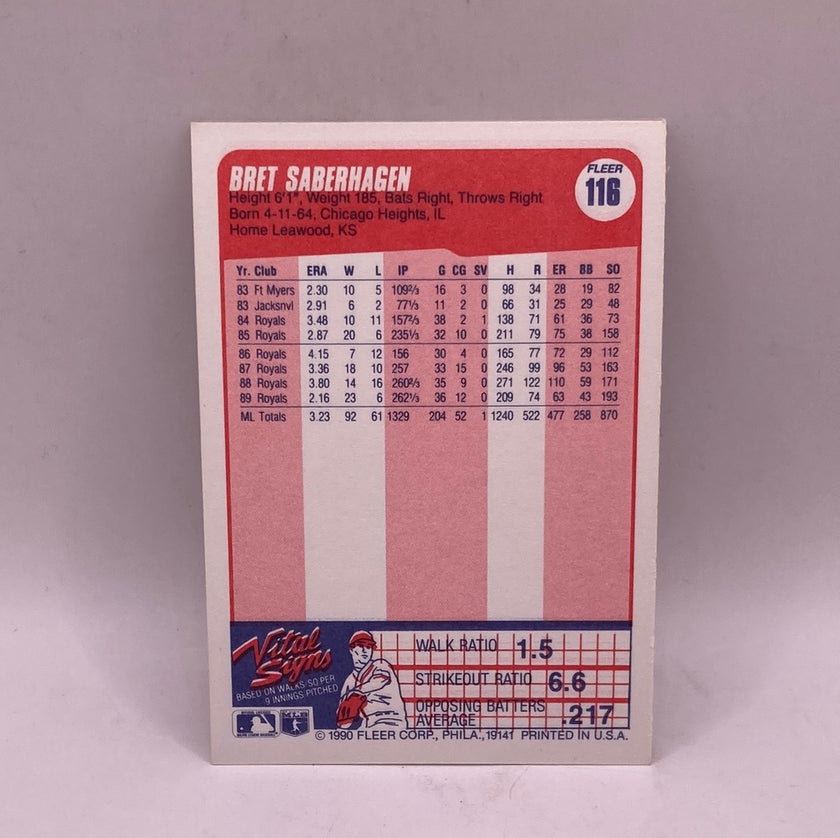 BRET SABERHAGEN
FLEER
116
Height 6'1", Weight 185, Bats Right, Throws Right
Born 4-11-64, Chicago Heights, IL
Home Leawood, KS
Yr. Club ERA W L IP G CG SV H R ER BB SO
83 Ft Myers 2.30 10 5 109⅔ 16 3 0 98 34 28 19 82
83 Jacksnvl 2.91 6 2 77⅓ 11 2 0 66 31 25 29 48
84 Royals 3.48 10 11 157⅔ 38 2 1 138 71 61 36 73
85 Royals 2.87 20 6 235⅓ 32 10 0 211 79 75 38 158
86 Royals 4.15 7 12 156 30 4 0 165 77 72 29 112
87 Royals 3.36 18 10 257 33 15 0 246 99 96 53 163
88 Royals 3.80 14 16 260⅔ 35 9 0 271 122 110 59 171
89 Royals 2.16 23 6 262⅓ 36 12 0 209 74 63 43 193
ML Totals 3.23 92 61 1329 204 52 1 1240 522 477 258 870
Vital
Signs
BASED ON WALKS/SO PER
9 INNINGS PITCHED
WALK RATIO 1.5
STRIKEOUT RATIO 6.6
OPPOSING BATTERS
AVERAGE .217
© 1990 FLEER CORP., PHILA., 19141 PRINTED IN U.S.A.